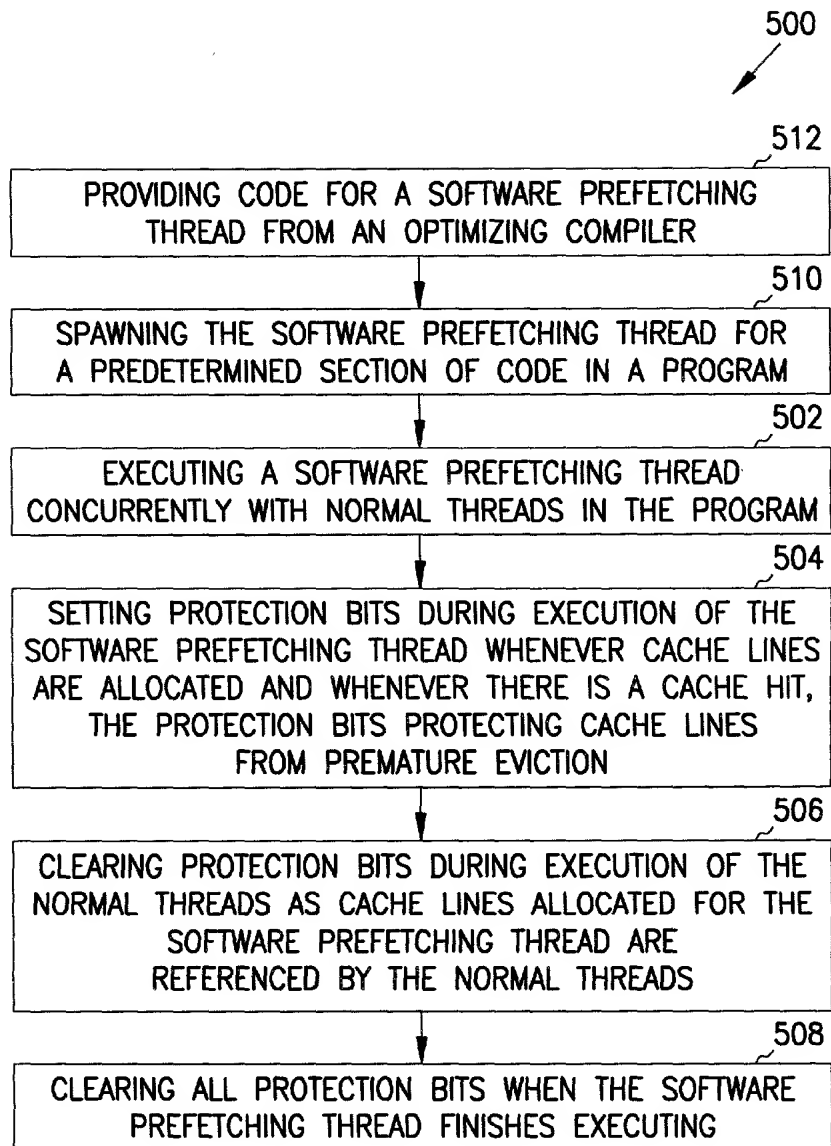 500
512
PROVIDING CODE FOR A SOFTWARE PREFETCHING
THREAD FROM AN OPTIMIZING COMPILER
510
SPAWNING THE SOFTWARE PREFETCHING THREAD FOR
A PREDETERMINED SECTION OF CODE IN A PROGRAM
502
EXECUTING A SOFTWARE PREFETCHING THREAD
CONCURRENTLY WITH NORMAL THREADS IN THE PROGRAM
504
SETTING PROTECTION BITS DURING EXECUTION OF THE
SOFTWARE PREFETCHING THREAD WHENEVER CACHE LINES
ARE ALLOCATED AND WHENEVER THERE IS A CACHE HIT,
THE PROTECTION BITS PROTECTING CACHE LINES
FROM PREMATURE EVICTION
506
CLEARING PROTECTION BITS DURING EXECUTION OF THE
NORMAL THREADS AS CACHE LINES ALLOCATED FOR THE
SOFTWARE PREFETCHING THREAD ARE
REFERENCED BY THE NORMAL THREADS
508
CLEARING ALL PROTECTION BITS WHEN THE SOFTWARE
PREFETCHING THREAD FINISHES EXECUTING